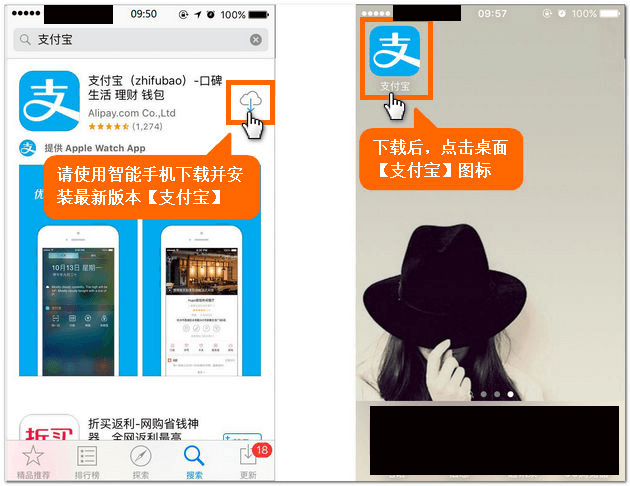 09:50
100%
支付宝
支付宝（zhifubao）-口碑
生活 理财 钱包
Alipay.com Co.,Ltd
(1,274)
提供 Apple Watch App
请使用智能手机下载并安
装最新版本【支付宝】
优
10月13日 星期一
折买返利-网购省钱神
器，全网返利最高
折买
精品推荐
排行榜
探索
搜索
更新
18
09:57
100%
支
支付宝
下载后，点击桌面
【支付宝】图标